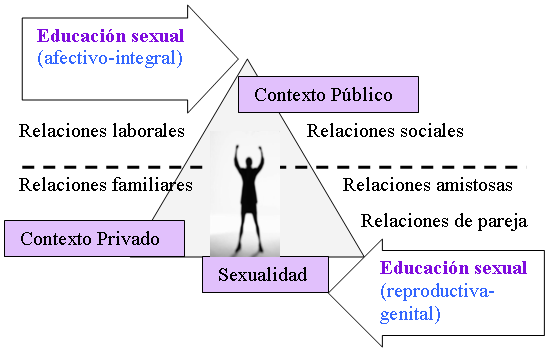 Educación sexual
(afectivo-integral)
Contexto Público
Relaciones laborales
Relaciones sociales
Relaciones familiares
Relaciones amistosas
Relaciones de pareja
Contexto Privado
Sexualidad
Educación sexual
(reproductiva-
genital)